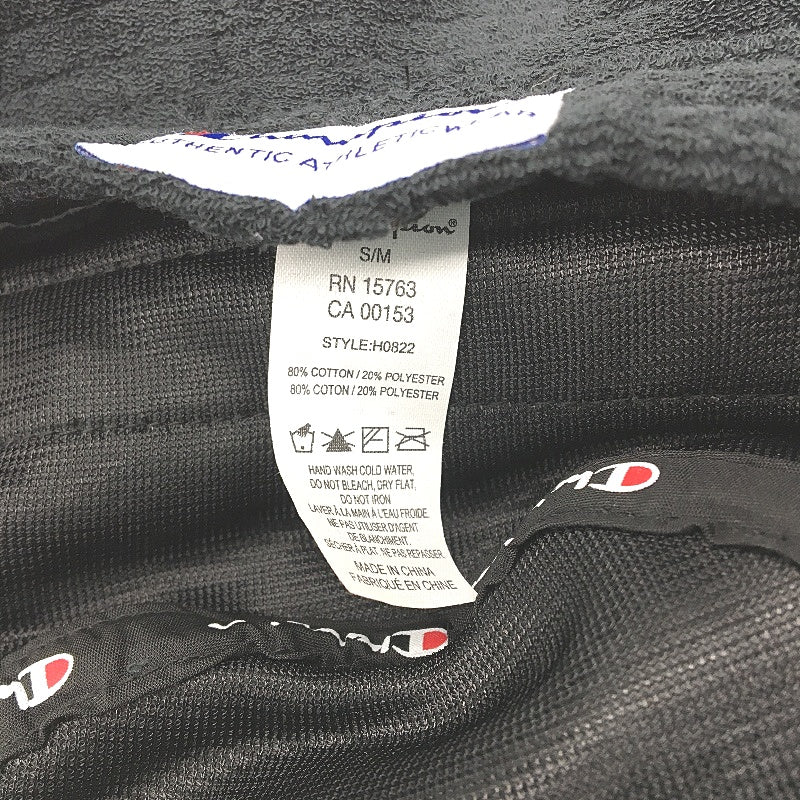 Champion
AUTHENTIC ATHLETICWEAR
S/M
RN 15763
CA 00153
STYLE:H0822
80% COTTON / 20% POLYESTER
80% COTON / 20% POLYESTER
HAND WASH COLD WATER,
DO NOT BLEACH, DRY FLAT,
DO NOT IRON
LAVER À LA MAIN À L'EAU FROIDE.
NE PAS UTILISER D'AGENT
DE BLANCHIMENT.
SÉCHER À PLAT. NE PAS REPASSER.
MADE IN CHINA
FABRIQUÉ EN CHINE